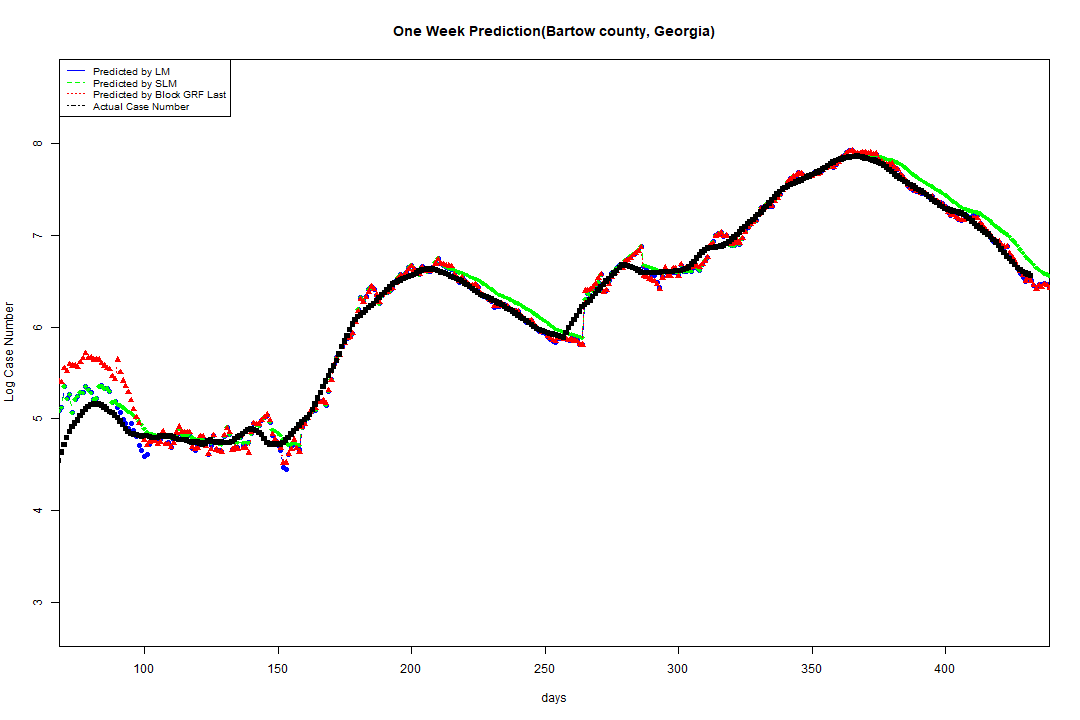 One Week Prediction(Bartow county, Georgia)
Predicted by LM
Predicted by SLM
Predicted by Block GRF Last
Actual Case Number
8
7
6
5
4
3
Log Case Number
100 150 200 250 300 350 400
days